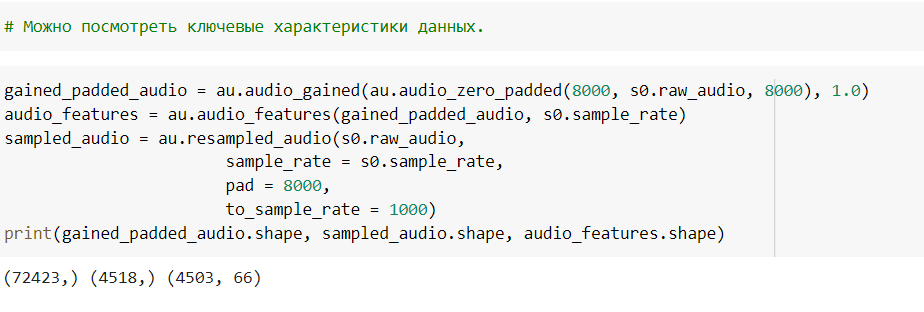 # Можно посмотреть ключевые характеристики данных.
gained_padded_audio = au.audio_gained(au.audio_zero_padded(8000, s0.raw_audio, 8000), 1.0)
audio_features = au.audio_features(gained_padded_audio, s0.sample_rate)
sampled_audio = au.resampled_audio(s0.raw_audio,
sample_rate = s0.sample_rate,
pad = 8000,
to_sample_rate = 1000)
print(gained_padded_audio.shape, sampled_audio.shape, audio_features.shape)
(72423,) (4518,) (4503, 66)